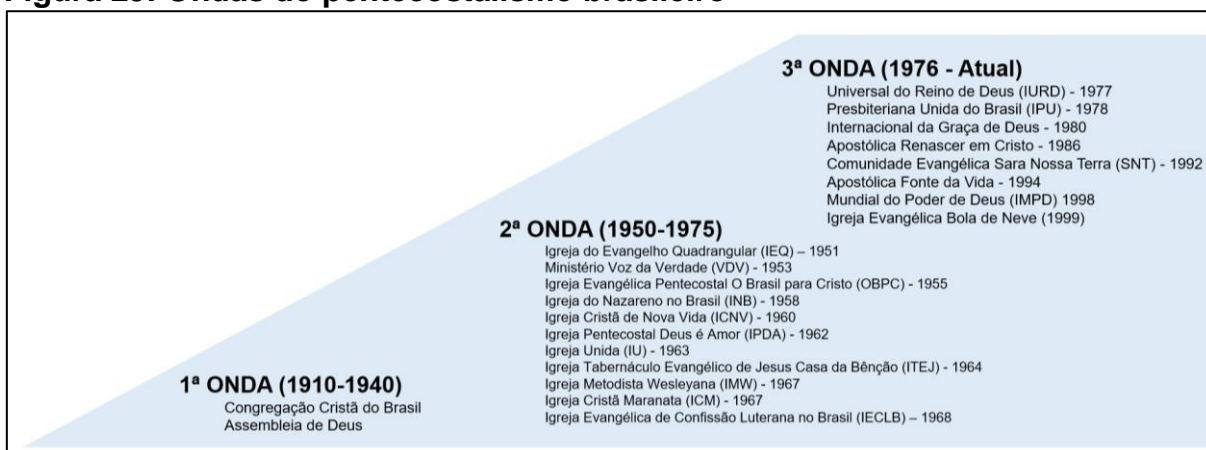 3ª ONDA (1976 - Atual)
Universal do Reino de Deus (IURD) - 1977
Presbiteriana Unida do Brasil (IPU) - 1978
Internacional da Graça de Deus - 1980
Apostólica Renascer em Cristo - 1986
Comunidade Evangélica Sara Nossa Terra (SNT) - 1992
Apostólica Fonte da Vida - 1994
Mundial do Poder de Deus (IMPD) 1998
Igreja Evangélica Bola de Neve (1999)
2ª ONDA (1950-1975)
Igreja do Evangelho Quadrangular (IEQ) – 1951
Ministério Voz da Verdade (VDV) - 1953
Igreja Evangélica Pentecostal O Brasil para Cristo (OBPC) - 1955
Igreja do Nazareno no Brasil (INB) - 1958
Igreja Cristã de Nova Vida (ICNV) - 1960
Igreja Pentecostal Deus é Amor (IPDA) - 1962
Igreja Unida (IU) - 1963
Igreja Tabernáculo Evangélico de Jesus Casa da Bênção (ITEJ) - 1964
Igreja Metodista Wesleyana (IMW) - 1967
Igreja Cristã Maranata (ICM) - 1967
Igreja Evangélica de Confissão Luterana no Brasil (IECLB) – 1968
1ª ONDA (1910-1940)
Congregação Cristã do Brasil
Assembleia de Deus